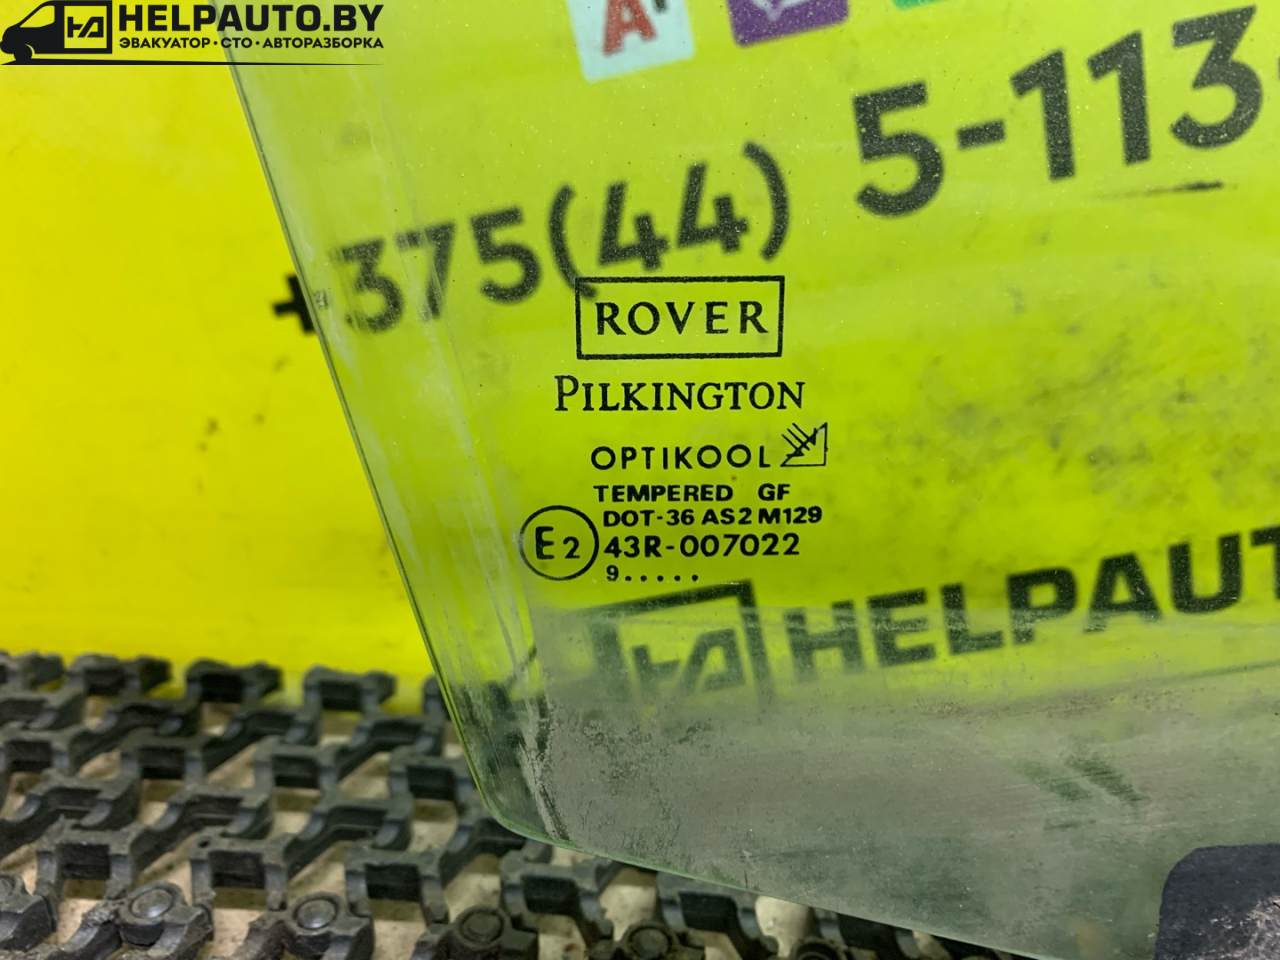 HELPAUTO.BY
ЭВАКУАТОР • СТО • АВТОРАЗБОРКА
+375(44) 5-113-
ROVER
PILKINGTON
OPTIKOOL
TEMPERED GF
DOT-36 AS2 M129
E2 43R-007022
9.....
HELPAUT